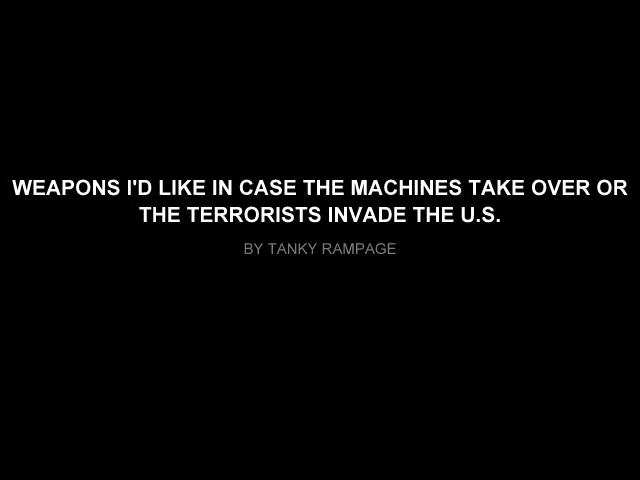 WEAPONS I'D LIKE IN CASE THE MACHINES TAKE OVER OR
THE TERRORISTS INVADE THE U.S.
BY TANKY RAMPAGE